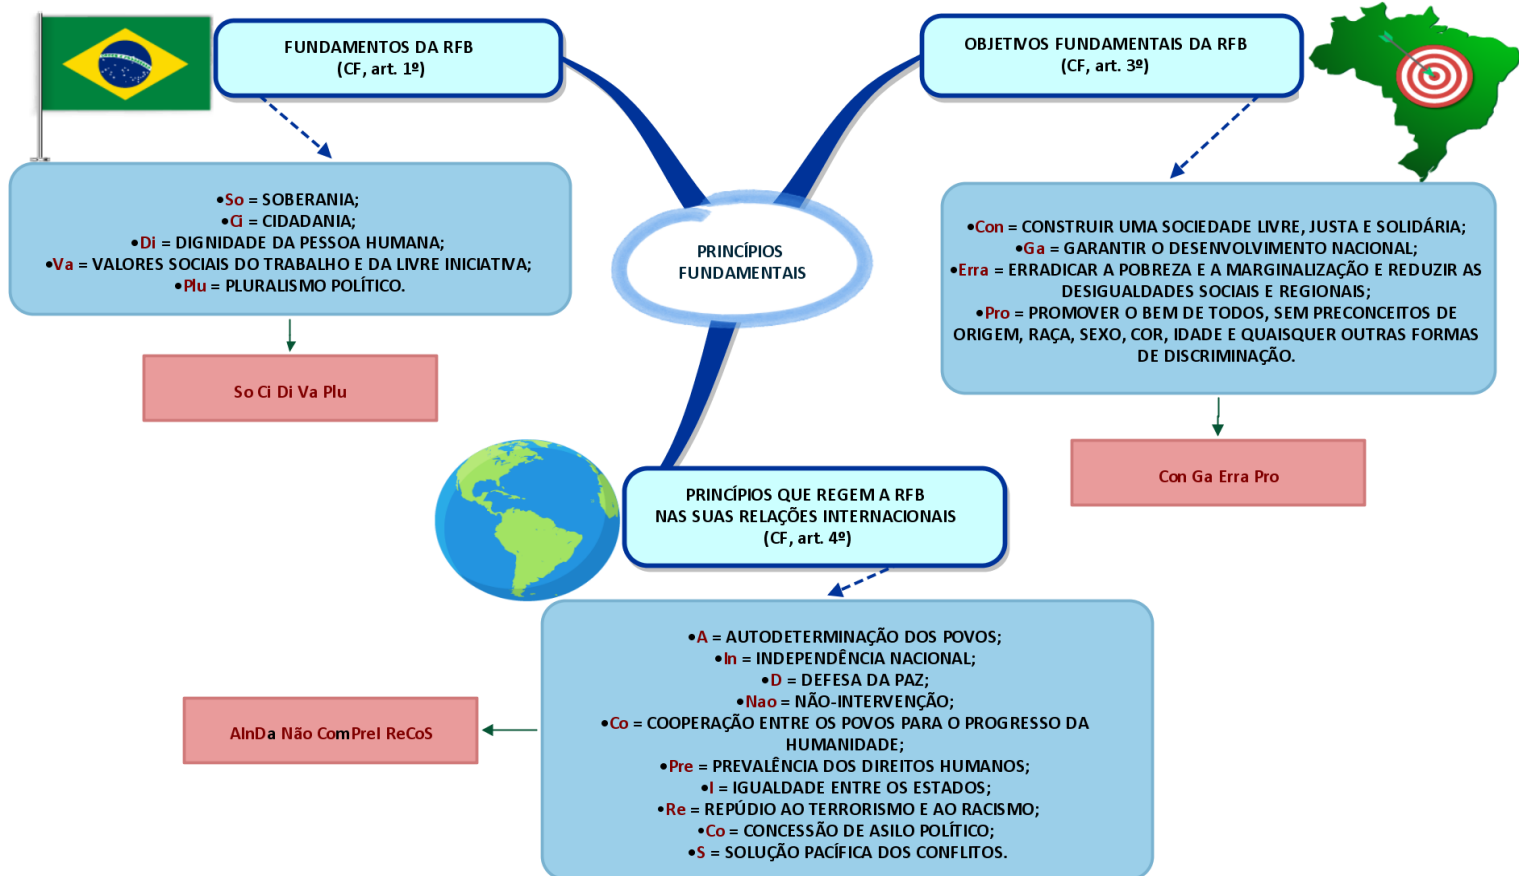 FUNDAMENTOS DA RFB
(CF, art. 1º)
•So = SOBERANIA;
•Ci = CIDADANIA;
•Di = DIGNIDADE DA PESSOA HUMANA;
•Va = VALORES SOCIAIS DO TRABALHO E DA LIVRE INICIATIVA;
•Plu = PLURALISMO POLÍTICO.
So Ci Di Va Plu
OBJETIVOS FUNDAMENTAIS DA RFB
(CF, art. 3º)
•Con = CONSTRUIR UMA SOCIEDADE LIVRE, JUSTA E SOLIDÁRIA;
•Ga = GARANTIR O DESENVOLVIMENTO NACIONAL;
•Erra = ERRADICAR A POBREZA E A MARGINALIZAÇÃO E REDUZIR AS
DESIGUALDADES SOCIAIS E REGIONAIS;
•Pro = PROMOVER O BEM DE TODOS, SEM PRECONCEITOS DE
ORIGEM, RAÇA, SEXO, COR, IDADE E QUAISQUER OUTRAS FORMAS
DE DISCRIMINAÇÃO.
Con Ga Erra Pro
PRINCÍPIOS
FUNDAMENTAIS
PRINCÍPIOS QUE REGEM A RFB
NAS SUAS RELAÇÕES INTERNACIONAIS
(CF, art. 4º)
•A = AUTODETERMINAÇÃO DOS POVOS;
•In = INDEPENDÊNCIA NACIONAL;
•D = DEFESA DA PAZ;
•Nao = NÃO-INTERVENÇÃO;
•Co = COOPERAÇÃO ENTRE OS POVOS PARA O PROGRESSO DA
HUMANIDADE;
•Pre = PREVALÊNCIA DOS DIREITOS HUMANOS;
•I = IGUALDADE ENTRE OS ESTADOS;
•Re = REPÚDIO AO TERRORISMO E AO RACISMO;
•Co = CONCESSÃO DE ASILO POLÍTICO;
•S = SOLUÇÃO PACÍFICA DOS CONFLITOS.
AInDa Não ComPreI ReCoS